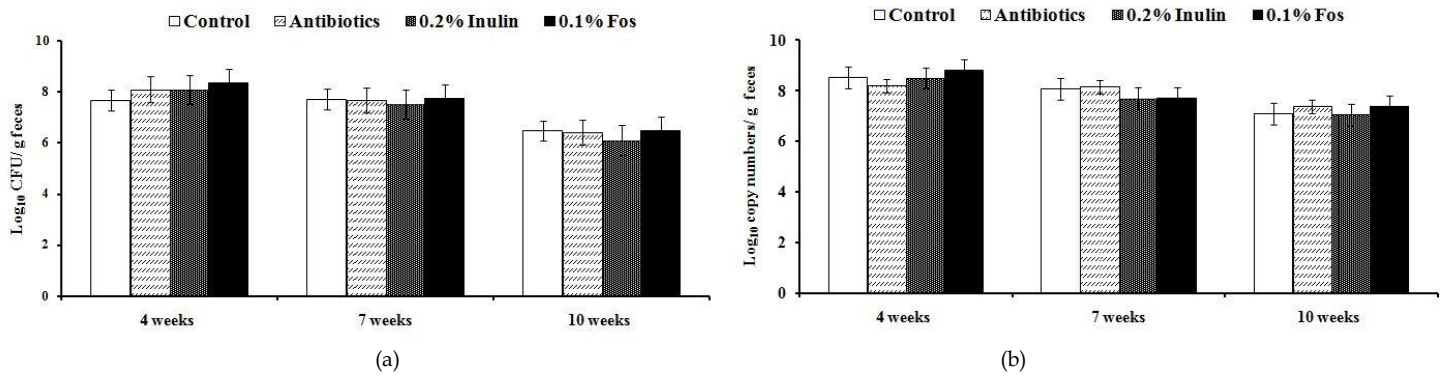 Control Antibiotics 0.2% Inulin 0.1% Fos
10
8
6
4
2
0
Log₁₀ CFU/ g feces
4 weeks 7 weeks 10 weeks
(a)
Control Antibiotics 0.2% Inulin 0.1% Fos
10
8
6
4
2
0
Log₁₀ copy numbers/ g feces
4 weeks 7 weeks 10 weeks
(b)